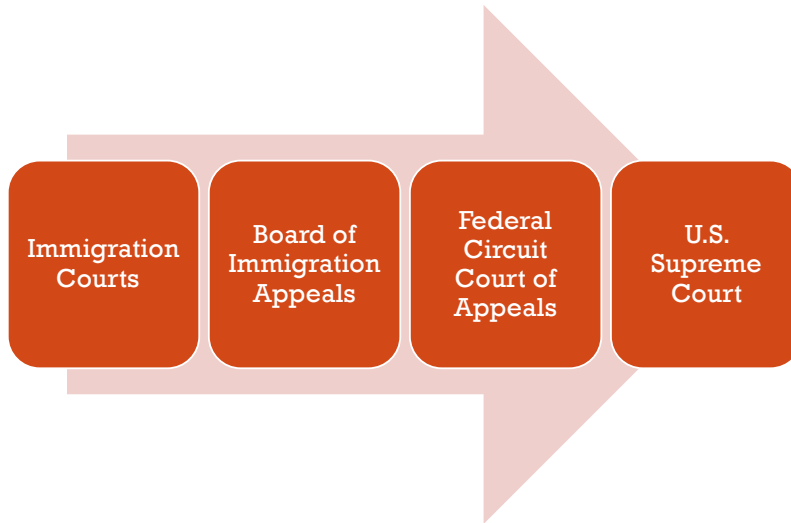 Immigration
Courts
Board of
Immigration
Appeals
Federal
Circuit
Court of
Appeals
U.S.
Supreme
Court